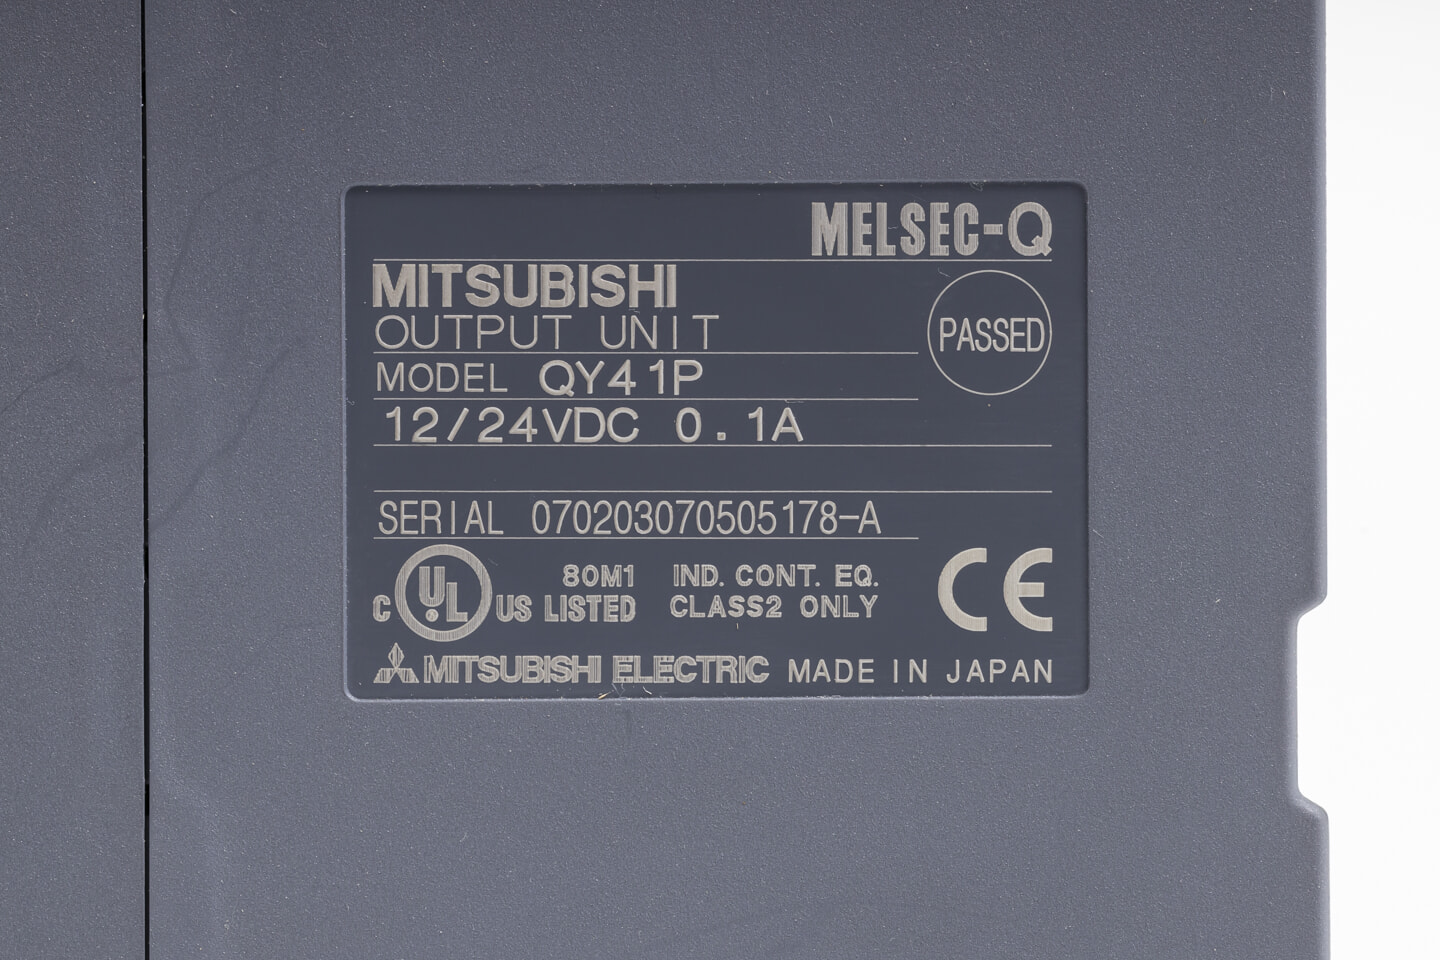 MELSEC-Q
MITSUBISHI
OUTPUT UNIT
PASSED
MODEL QY41P
12/24VDC 0.1A
SERIAL 070203070505178-A
C UL US LISTED 80M1 IND. CONT. EQ.
CLASS2 ONLY
CE
MITSUBISHI ELECTRIC MADE IN JAPAN